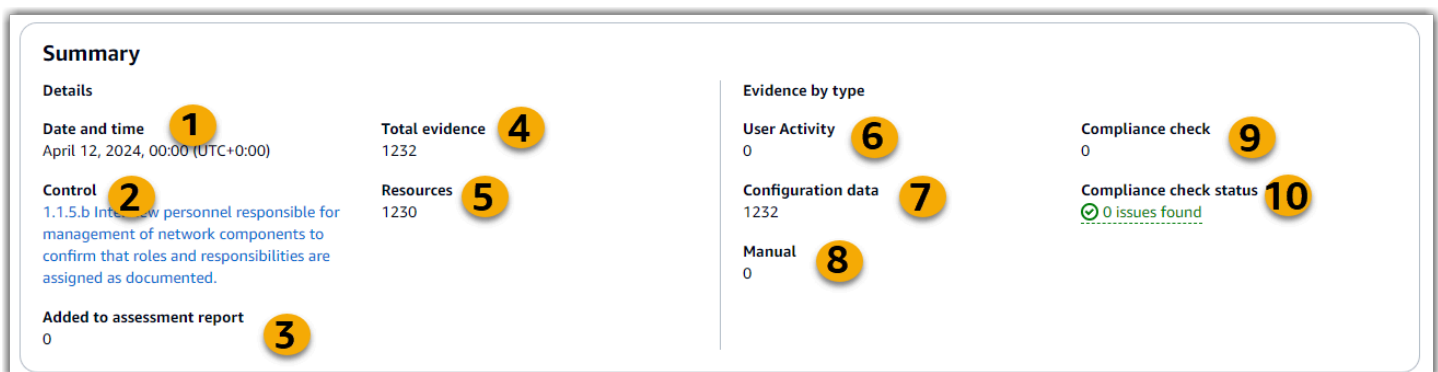 Summary
Details
Date and time 1
April 12, 2024, 00:00 (UTC+0:00)
Control 2
1.1.5.b Inte w personnel responsible for
management of network components to
confirm that roles and responsibilities are
assigned as documented.
Added to assessment report
0
3
Total evidence 4
1232
Resources 5
1230
Evidence by type
User Activity 6
0
Configuration data 7
1232
Manual 8
0
Compliance check 9
0
Compliance check status 10
0 issues found